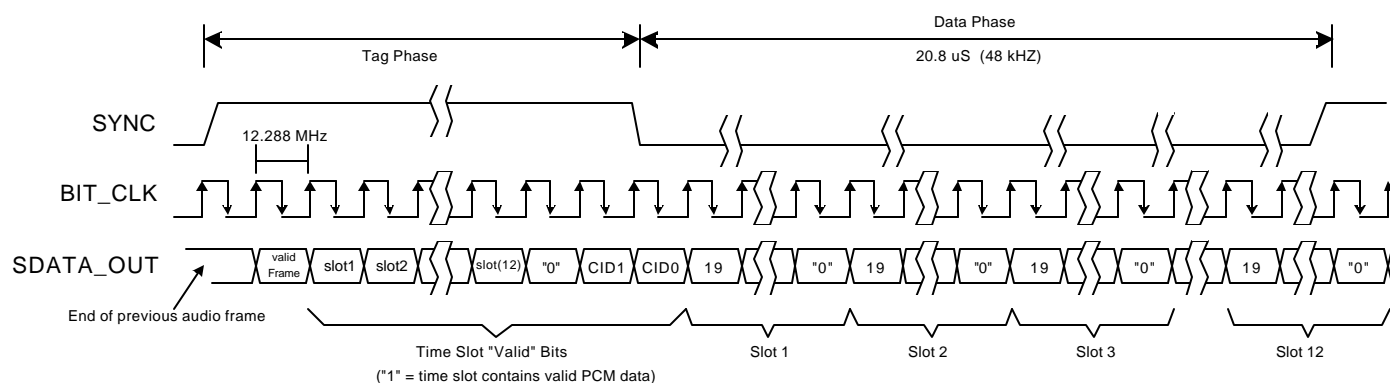 Data Phase
Tag Phase
20.8 uS (48 kHZ)
SYNC
12.288 MHz
BIT_CLK
SDATA_OUT
valid Frame
slot1
slot2
slot(12)
"0"
CID1
CID0
19
"0"
19
"0"
19
"0"
19
"0"
End of previous audio frame
Time Slot "Valid" Bits
("1" = time slot contains valid PCM data)
Slot 1
Slot 2
Slot 3
Slot 12